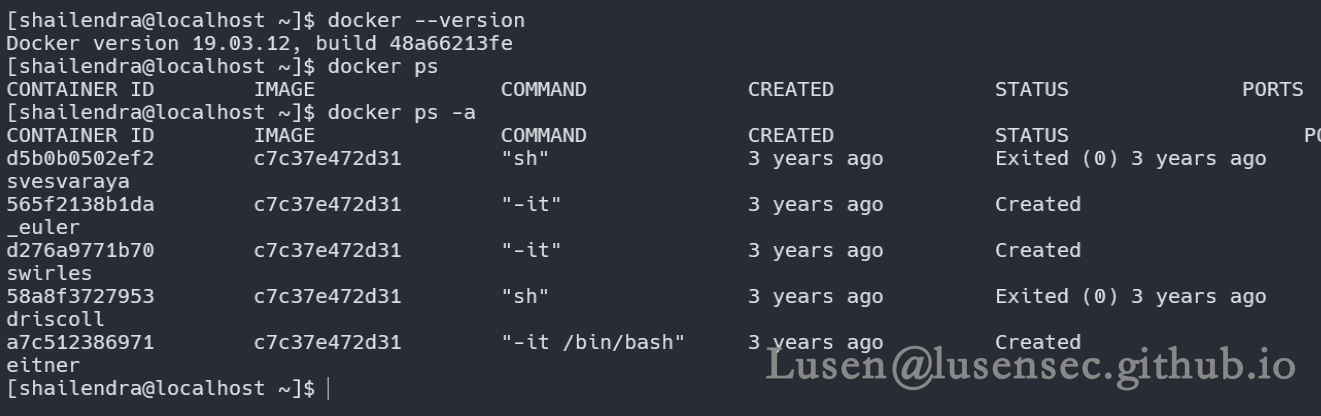 [shailendra@localhost ~]$ docker --version
Docker version 19.03.12, build 48a66213fe
[shailendra@localhost ~]$ docker ps
CONTAINER ID        IMAGE               COMMAND             CREATED             STATUS              PORTS
[shailendra@localhost ~]$ docker ps -a
CONTAINER ID        IMAGE               COMMAND             CREATED             STATUS                   PO
d5b0b0502ef2        c7c37e472d31        "sh"                3 years ago         Exited (0) 3 years ago
svesvaraya
565f2138b1da        c7c37e472d31        "-it"               3 years ago         Created
_euler
d276a9771b70        c7c37e472d31        "-it"               3 years ago         Created
swirles
58a8f3727953        c7c37e472d31        "sh"                3 years ago         Exited (0) 3 years ago
driscoll
a7c512386971        c7c37e472d31        "-it /bin/bash"     3 years ago         Created
eitner
[shailendra@localhost ~]$
Lusen@lusensec.github.io